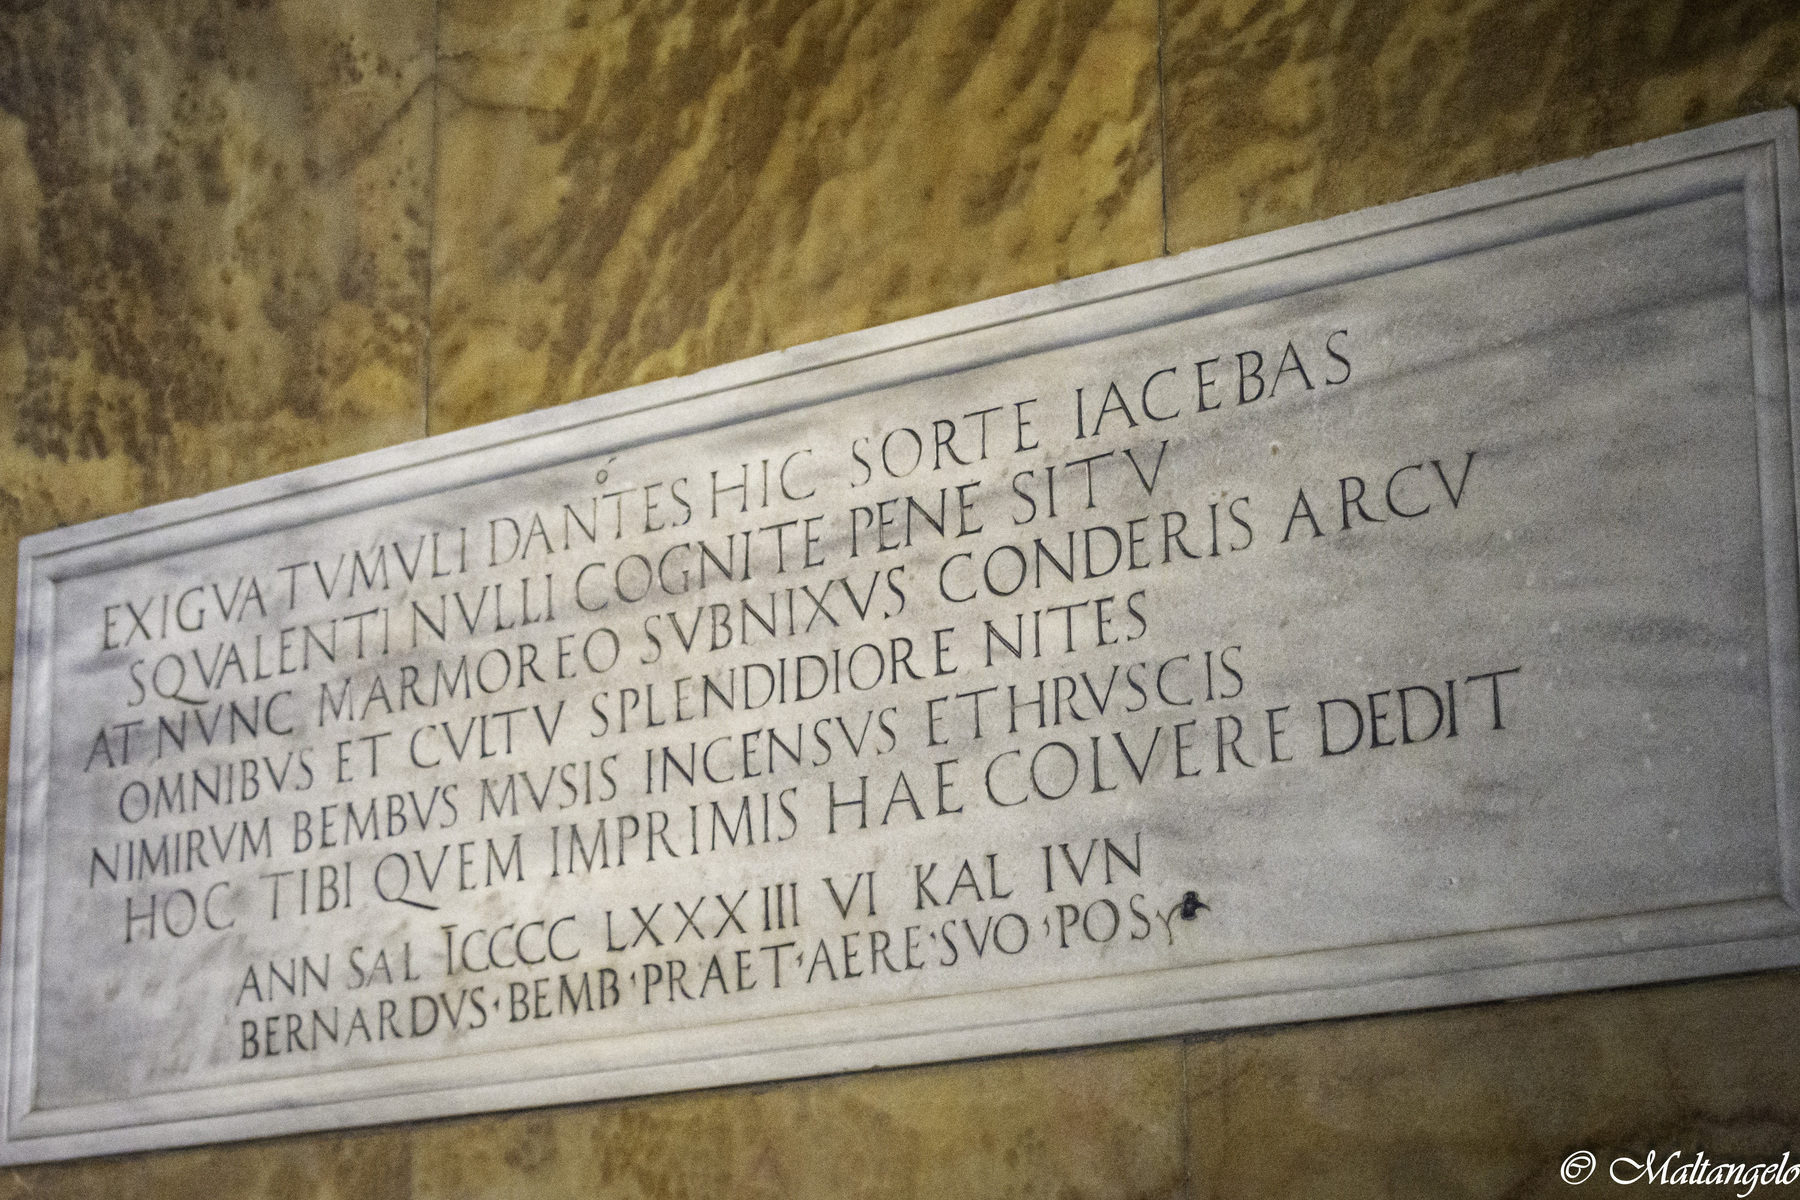 EXIGVA TVMVLI DANTES HIC SORTE IACEBAS
SQVALENTI NVLLI COGNITE PENE SITV
AT NVNC MARMOREO SVBNIXVS CONDERIS ARCV
OMNIBVS ET CVLTV SPLENDIDIORE NITES
NIMIRVM BEMBVS MVSIS INCENSVS ETHRVSCIS
HOC TIBI QVEM IMPRIMIS HAE COLVERE DEDIT
ANN SAL ĪCCCC LXXXIII VI KAL IVN
BERNARDVS·BEMB·PRAET·AERE·SVO·POS
© Maltangelo